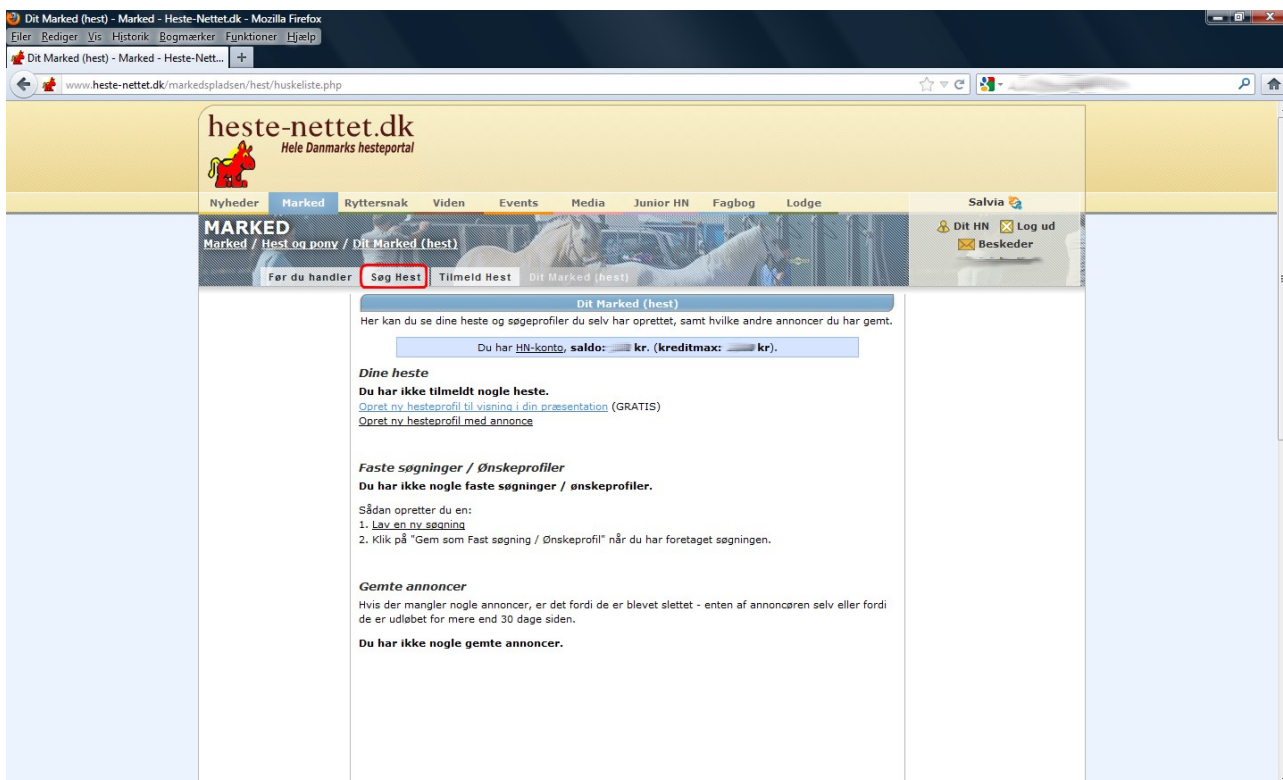 Dit Marked (hest) - Marked - Heste-Nettet.dk - Mozilla Firefox
Filer Rediger Vis Historik Bogmærker Funktioner Hjælp
Dit Marked (hest) - Marked - Heste-Nett... +
www.heste-nettet.dk/markedspladsen/hest/huskeliste.php
heste-nettet.dk
Hele Danmarks hesteportal
Nyheder Marked Ryttersnak Viden Events Media Junior HN Fagbog Lodge Salvia
MARKED
Marked / Hest og pony / Dit Marked (hest)
Dit HN Log ud
Beskeder
Før du handler Søg Hest Tilmeld Hest Dit Marked (hest)
Dit Marked (hest)
Her kan du se dine heste og søgeprofiler du selv har oprettet, samt hvilke andre annoncer du har gemt.
Du har HN-konto, saldo: kr. (kreditmax: kr).
Dine heste
Du har ikke tilmeldt nogle heste.
Opret ny hesteprofil til visning i din præsentation (GRATIS)
Opret ny hesteprofil med annonce
Faste søgninger / Ønskeprofiler
Du har ikke nogle faste søgninger / ønskeprofiler.
Sådan opretter du en:
1. Lav en ny søgning
2. Klik på "Gem som Fast søgning / Ønskeprofil" når du har foretaget søgningen.
Gemte annoncer
Hvis der mangler nogle annoncer, er det fordi de er blevet slettet - enten af annoncøren selv eller fordi
de er udløbet for mere end 30 dage siden.
Du har ikke nogle gemte annoncer.